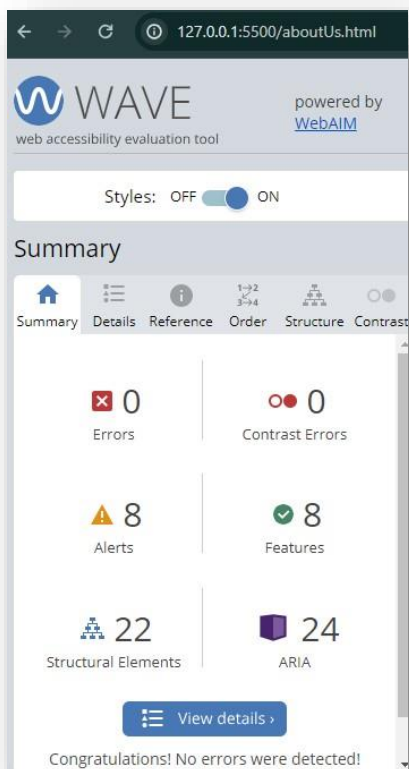 127.0.0.1:5500/aboutUs.html
WAVE
web accessibility evaluation tool
powered by
WebAIM
Styles: OFF ON
Summary
1→2
3→4
Summary Details Reference Order Structure Contrast
0 0
Errors Contrast Errors
8 8
Alerts Features
22 24
Structural Elements ARIA
View details ›
Congratulations! No errors were detected!